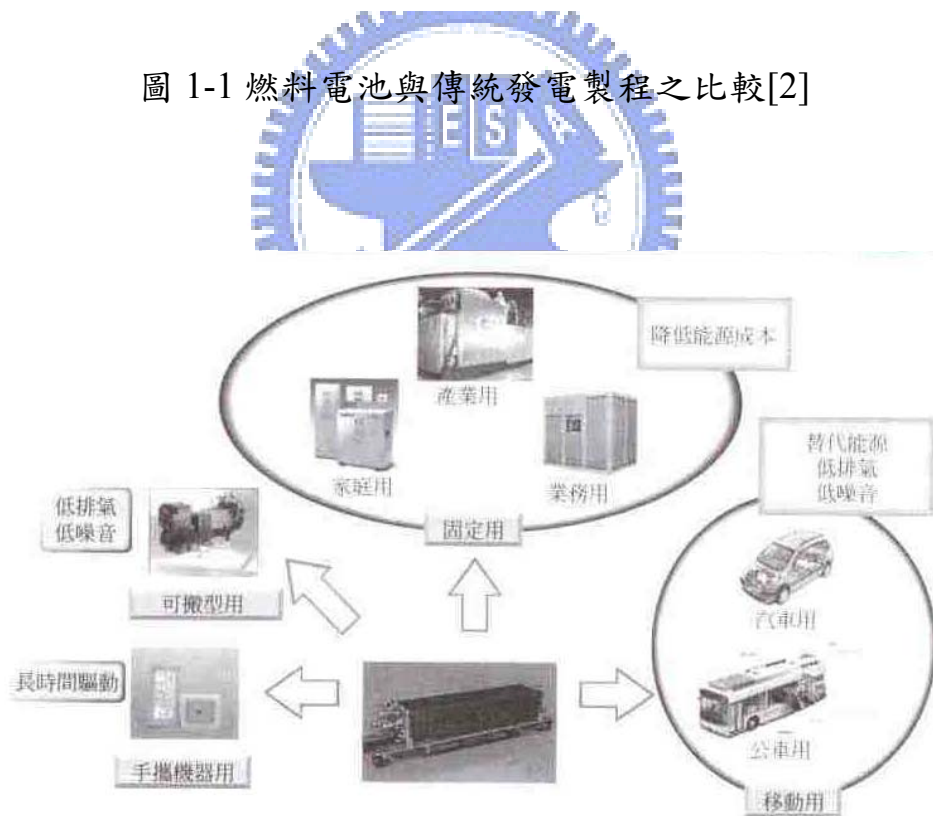 圖 1-1 燃料電池與傳統發電製程之比較[2]
E S A
降低能源成本
產業用
家庭用
業務用
固定用
替代能源
低排氣
低噪音
低排氣
低噪音
可搬型用
汽車用
長時間驅動
手攜機器用
公車用
移動用